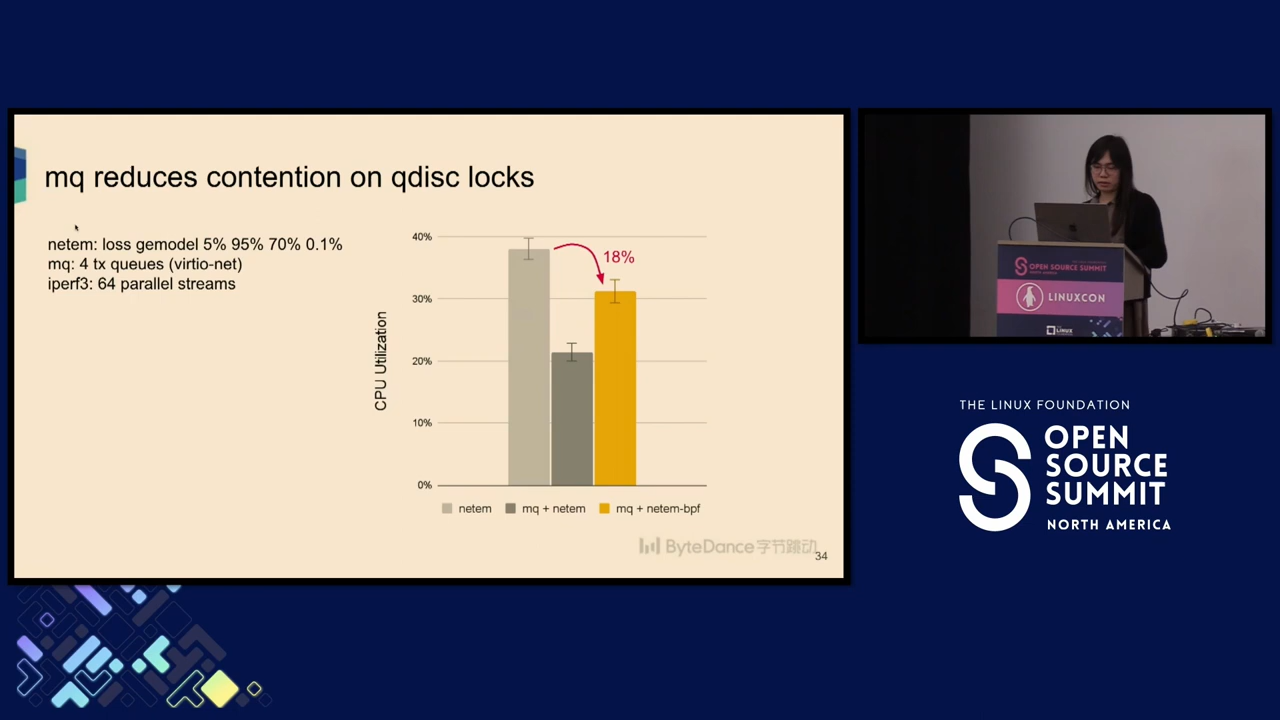 mq reduces contention on qdisc locks
netem: loss gemodel 5% 95% 70% 0.1%
mq: 4 tx queues (virtio-net)
iperf3: 64 parallel streams
CPU Utilization
40%
30%
20%
10%
0%
18%
netem
mq + netem
mq + netem-bpf
ByteDance字节跳动
34
OPEN SOURCE SUMMIT
LINUXCON
THE LINUX FOUNDATION
OPEN
SOURCE
SUMMIT
NORTH AMERICA